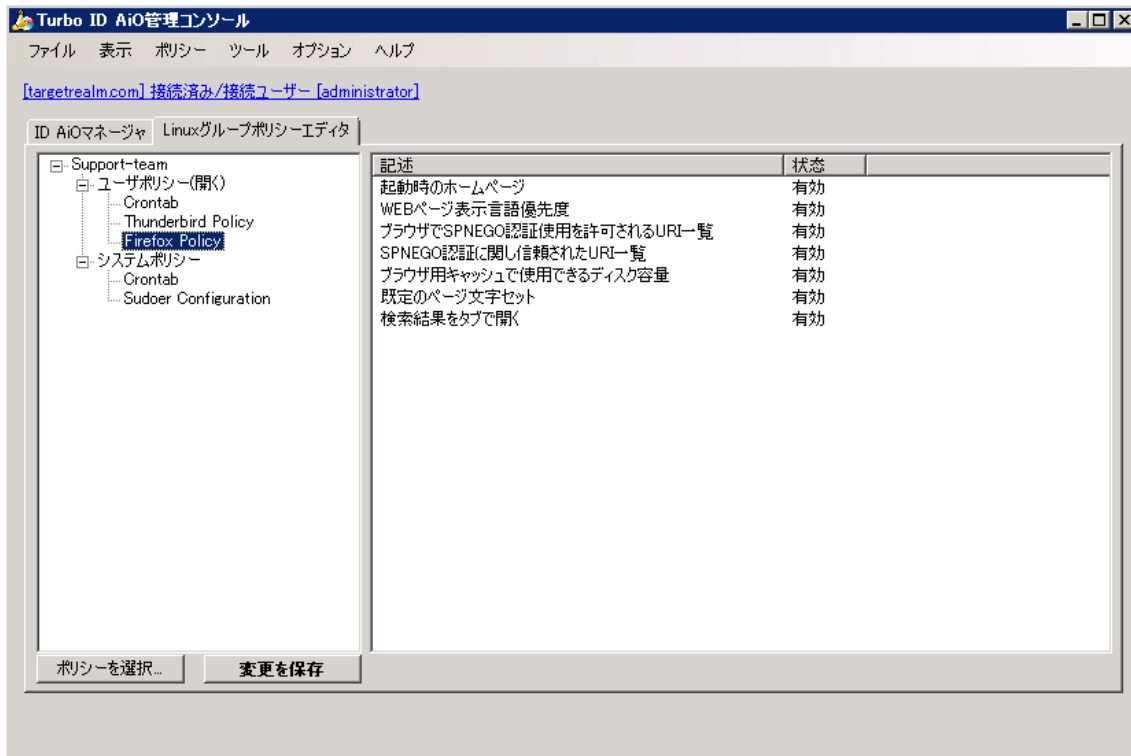 Turbo ID AiO管理コンソール
ファイル 表示 ポリシー ツール オプション ヘルプ
[targetrealm.com] 接続済み/接続ユーザー [administrator]
ID AiOマネージャ Linuxグループポリシーエディタ
Support-team
ユーザポリシー(開く)
Crontab
Thunderbird Policy
Firefox Policy
システムポリシー
Crontab
Sudoer Configuration
記述 状态
起動時のホームページ 有効
WEBページ表示言語優先度 有効
ブラウザでSPNEGO認証使用を許可されるURI一覧 有効
SPNEGO認証に関し信頼されたURI一覧 有効
ブラウザ用キャッシュで使用できるディスク容量 有効
既定のページ文字セット 有効
検索結果をタブで開く 有効
ポリシーを選択... 変更を保存